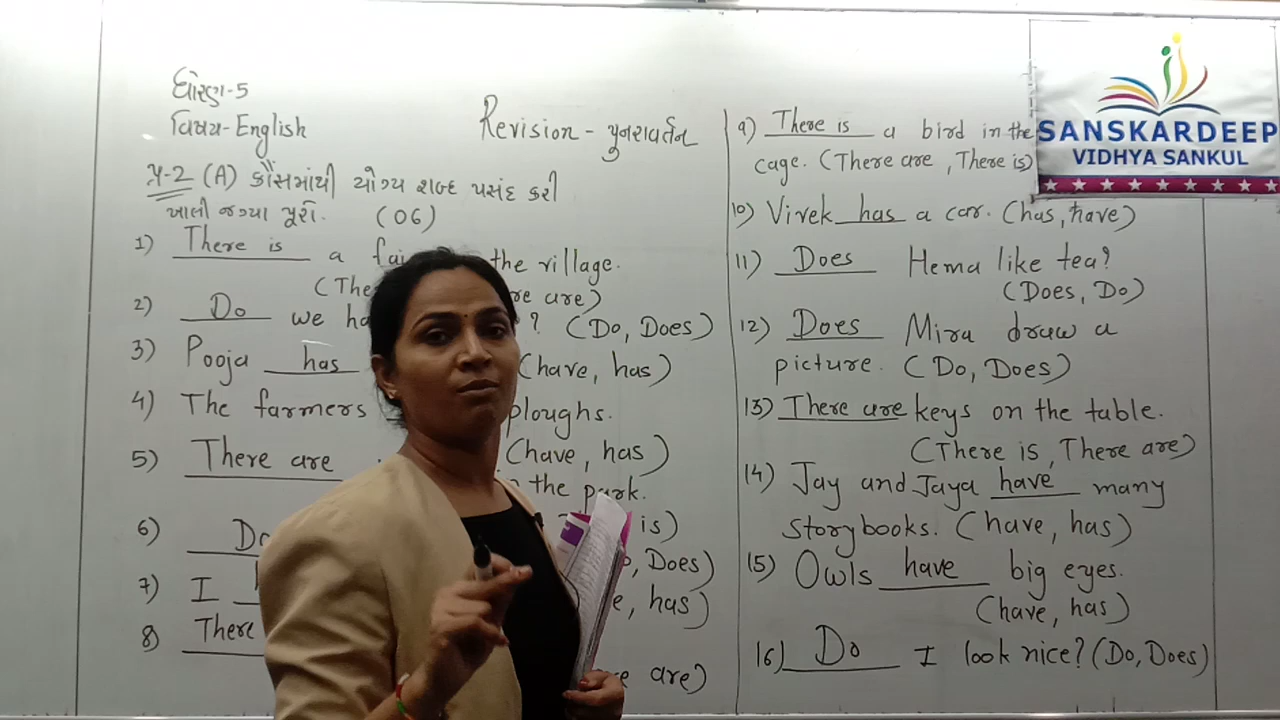 ધોરણ-5
વિષય-English
Revision - પુનરાવર્તન
પ્ર-2 (A) કૌંસમાંથી યોગ્ય શબ્દ પસંદ કરી
ખાલી જગ્યા પૂરો. (06)
1) There is a fai the village.
(The re are)
2) Do we ha ? (Do, Does)
3) Pooja has (have, has)
4) The farmers ploughs.
(have, has)
5) There are
n the park.
is)
6) Do o, Does)
7) I e, has)
8) There
e are)
9) There is a bird in the
cage. (There are, There is)
10) Virek has a car. (has, have)
11) Does Hema like tea?
(Does, Do)
12) Does Mira draw a
picture. (Do, Does)
13) There are keys on the table.
(There is, There are)
14) Jay and Jaya have many
storybooks. (have, has)
15) Owls have big eyes.
(have, has)
16) Do I look nice? (Do, Does)
SANSKARDEEP
VIDHYA SANKUL